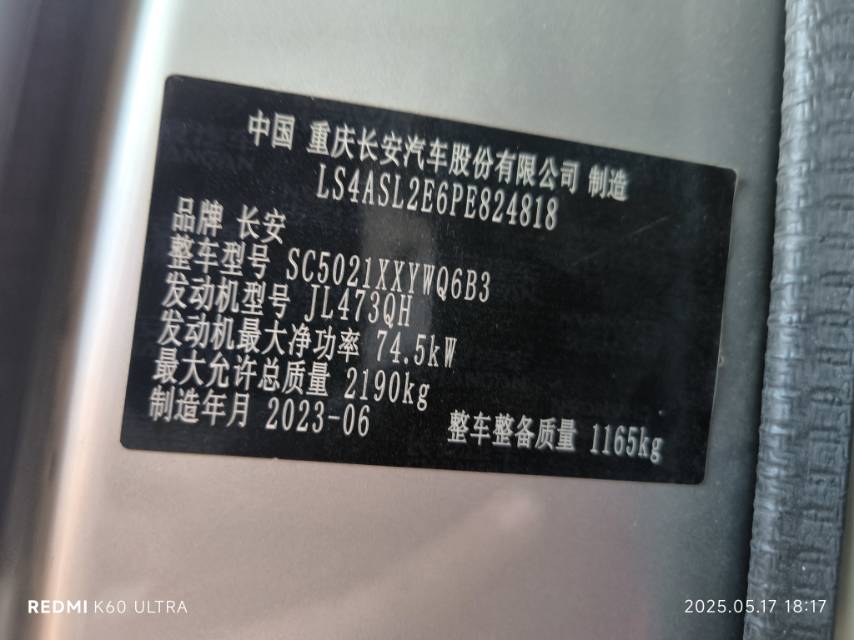 中国 重庆长安汽车股份有限公司 制造
LS4ASL2E6PE824818
品牌 长安
整车型号 SC5021XXYWQ6B3
发动机型号 JL473QH
发动机最大净功率 74.5kW
最大允许总质量 2190kg
制造年月 2023-06 整车整备质量 1165kg
REDMI K60 ULTRA
2025.05.17 18:17